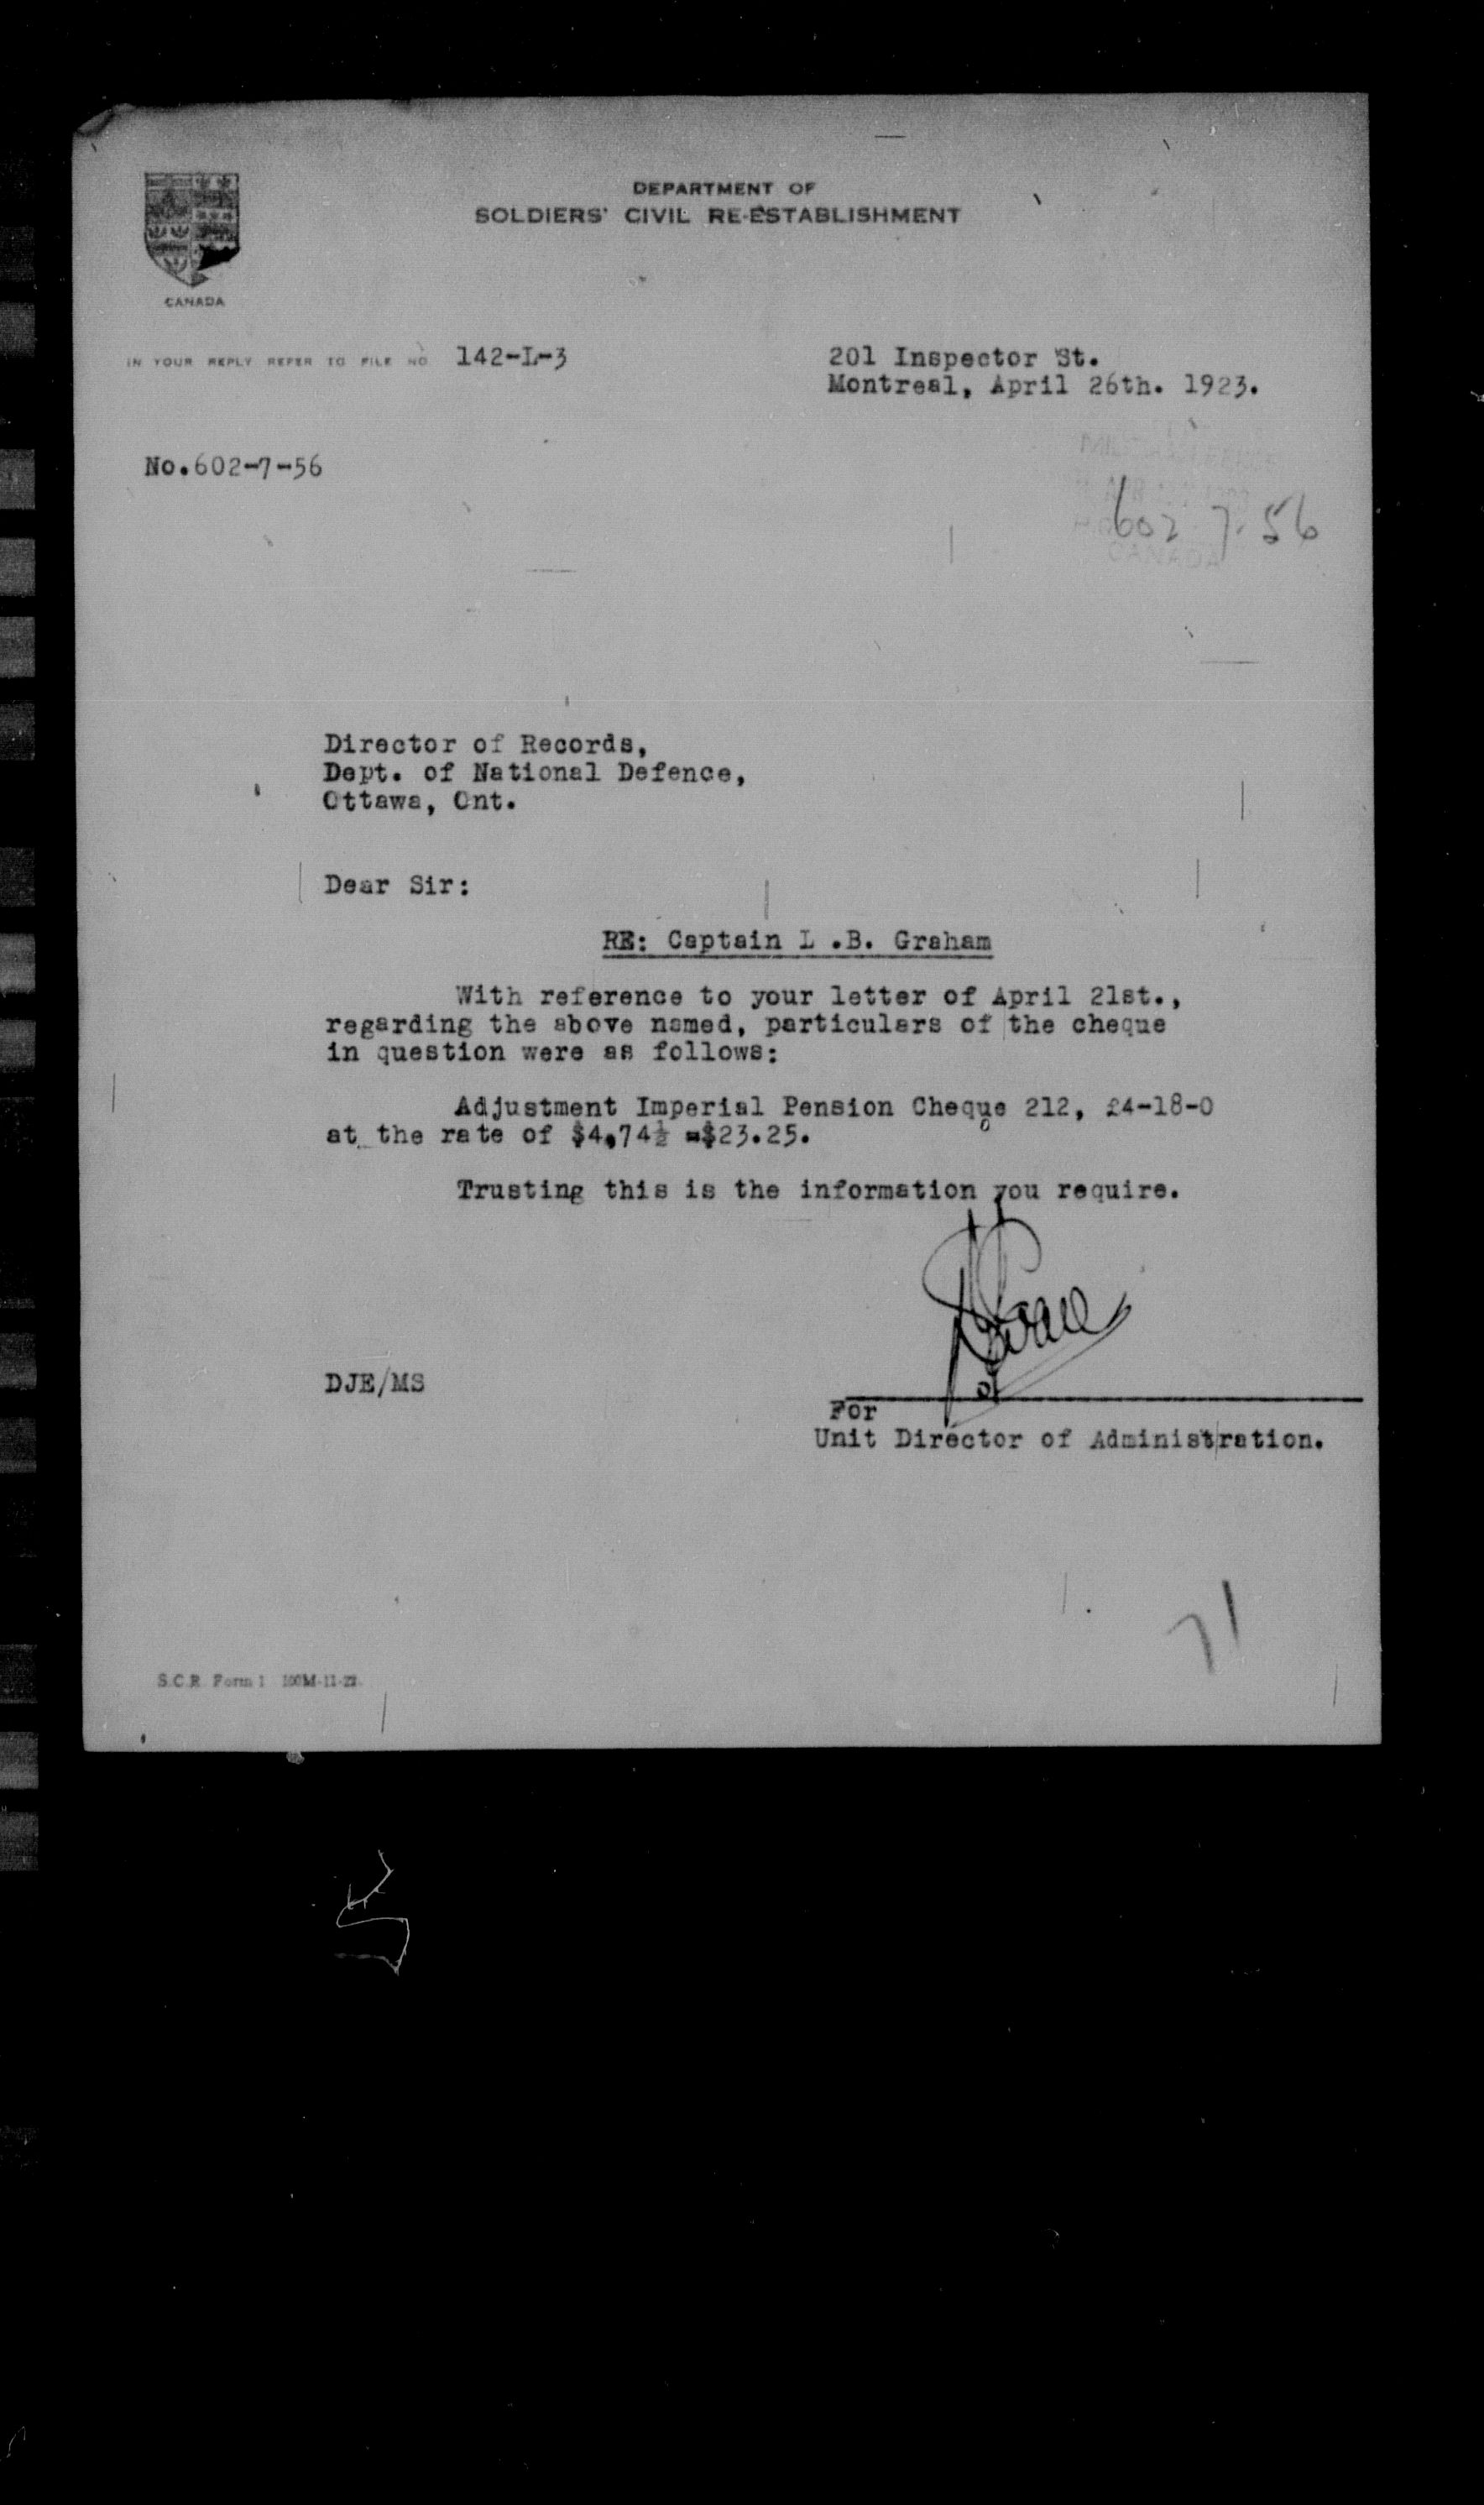 DEPARTMENT OF
SOLDIERS' CIVIL RE-ESTABLISHMENT
CANADA
IN YOUR REPLY REFER TO FILE NO 142-L-3
201 Inspector St.
Montreal, April 26th. 1923.
No.602-7-56
602 7-56
CANADA
Director of Records,
Dept. of National Defence,
Ottawa, Ont.
Dear Sir:
RE: Captain L .B. Graham
With reference to your letter of April 21st.,
regarding the above named, particulars of the cheque
in question were as follows:
Adjustment Imperial Pension Cheque 212, £4-18-0
at the rate of $4.74½ =$23.25.
Trusting this is the information you require.
DJE/MS
For
Unit Director of Administration.
71
S.C.R. Form 1 100M-11-22.